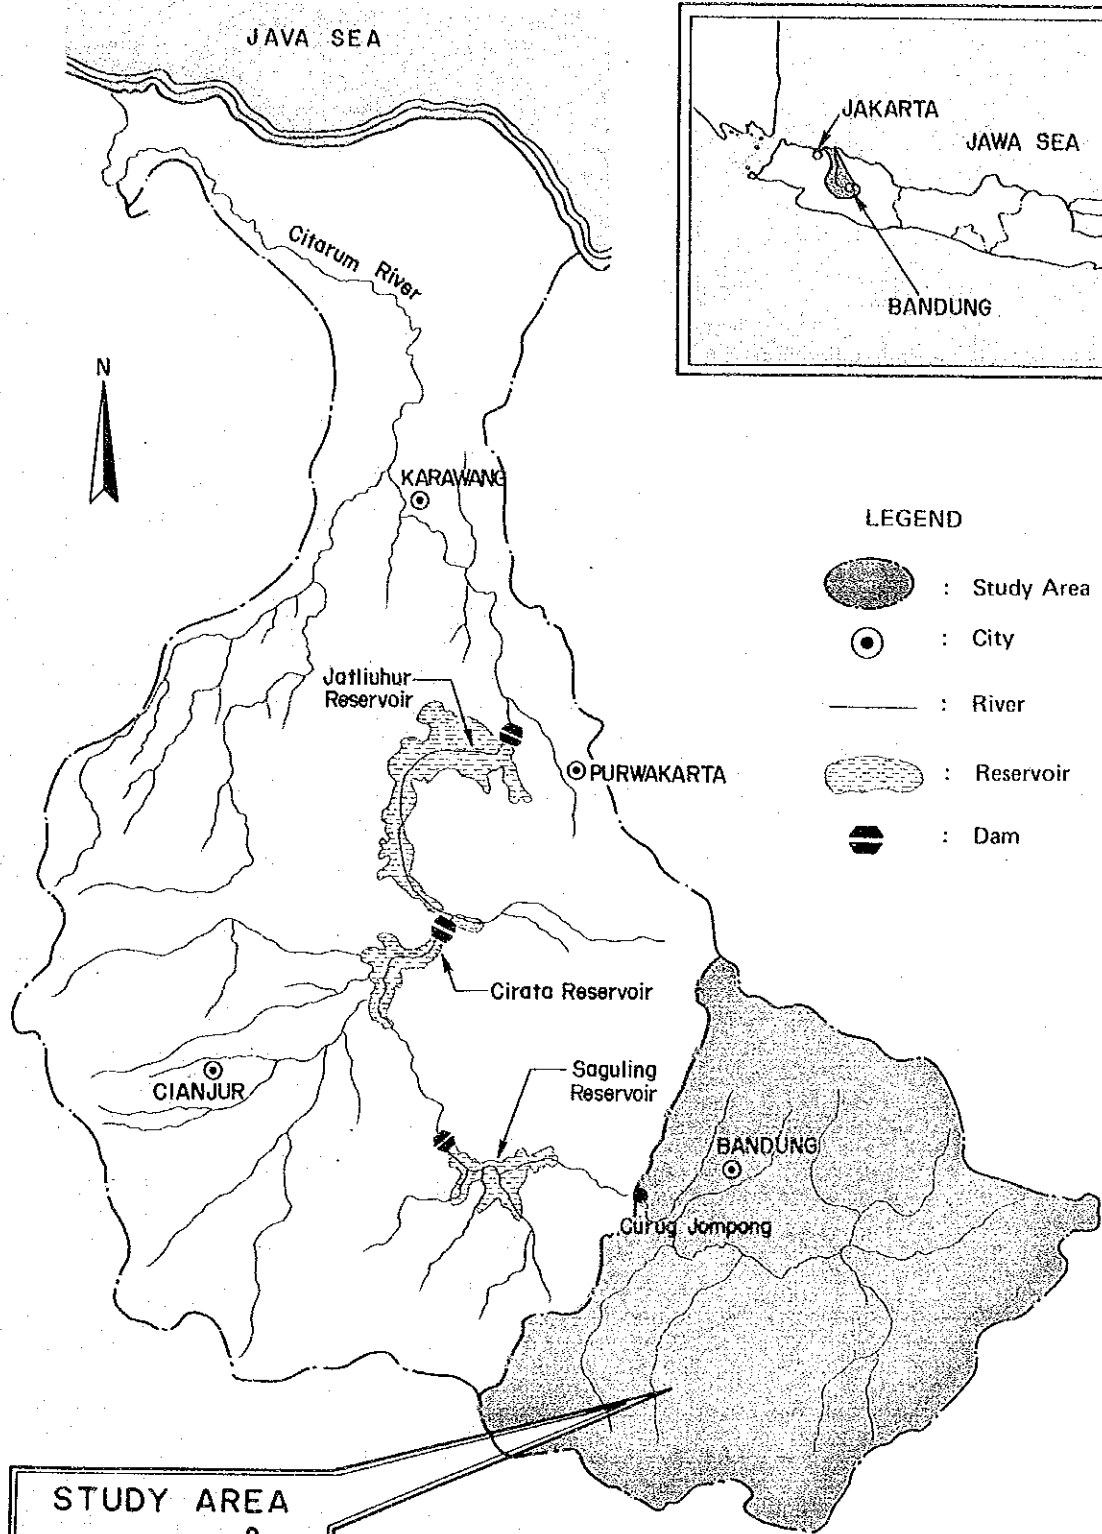 JAVA SEA
JAKARTA
JAWA SEA
BANDUNG
Citarum River
N
KARAWANG
LEGEND
: Study Area
: City
: River
: Reservoir
: Dam
Jatliuhur
Reservoir
PURWAKARTA
Cirata Reservoir
Saguling
Reservoir
CIANJUR
BANDUNG
Curug Jompong
STUDY AREA